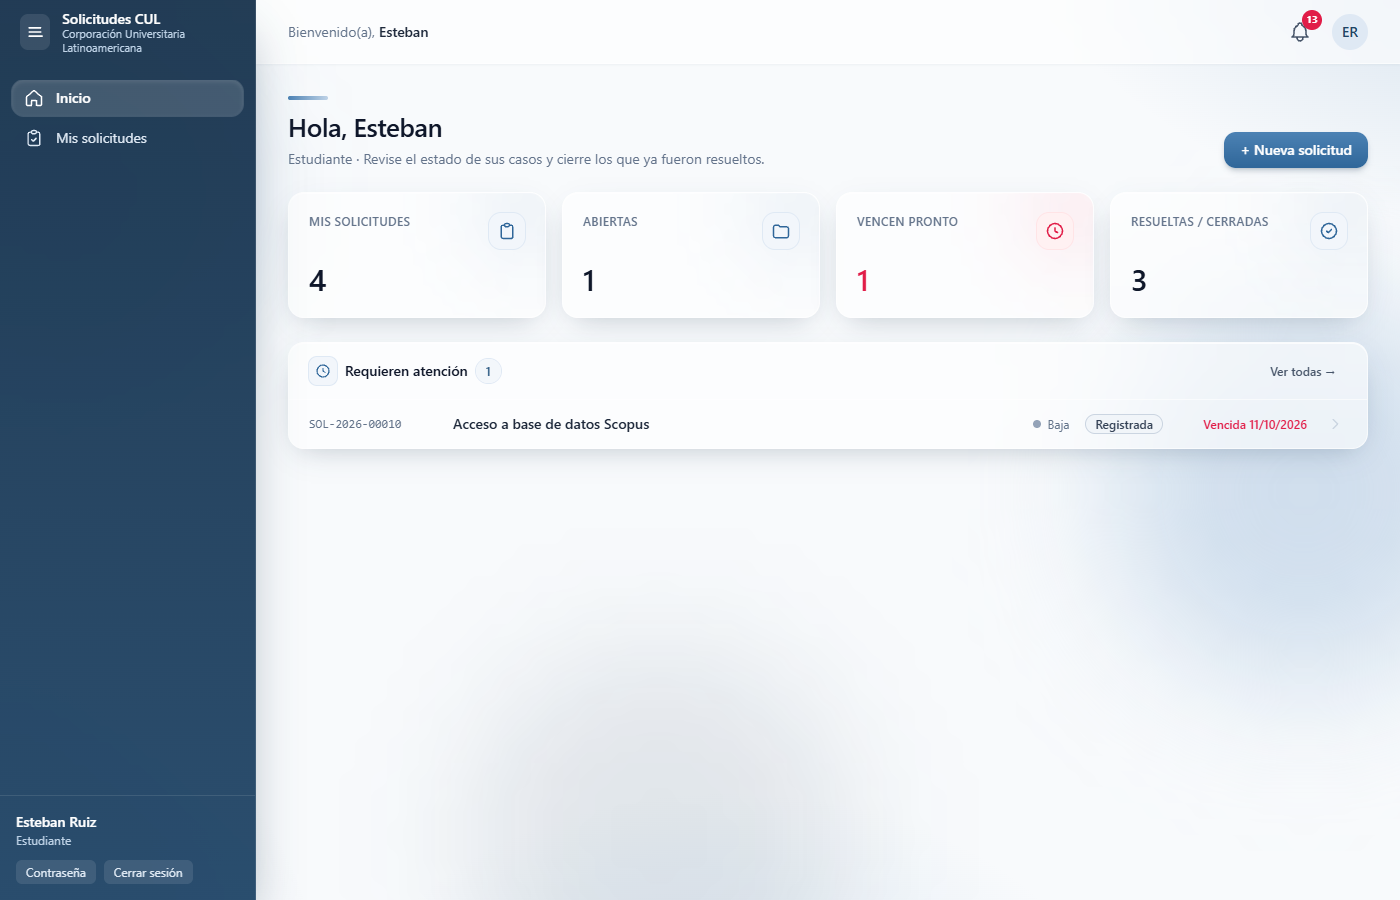 Solicitudes CUL
Corporación Universitaria
Latinoamericana
Inicio
Mis solicitudes
Esteban Ruiz
Estudiante
Contraseña
Cerrar sesión
Bienvenido(a), Esteban
13
ER
Hola, Esteban
Estudiante · Revise el estado de sus casos y cierre los que ya fueron resueltos.
+ Nueva solicitud
MIS SOLICITUDES
4
ABIERTAS
1
VENCEN PRONTO
1
RESUELTAS / CERRADAS
3
Requieren atención 1
Ver todas →
SOL-2026-00010 Acceso a base de datos Scopus Baja Registrada Vencida 11/10/2026